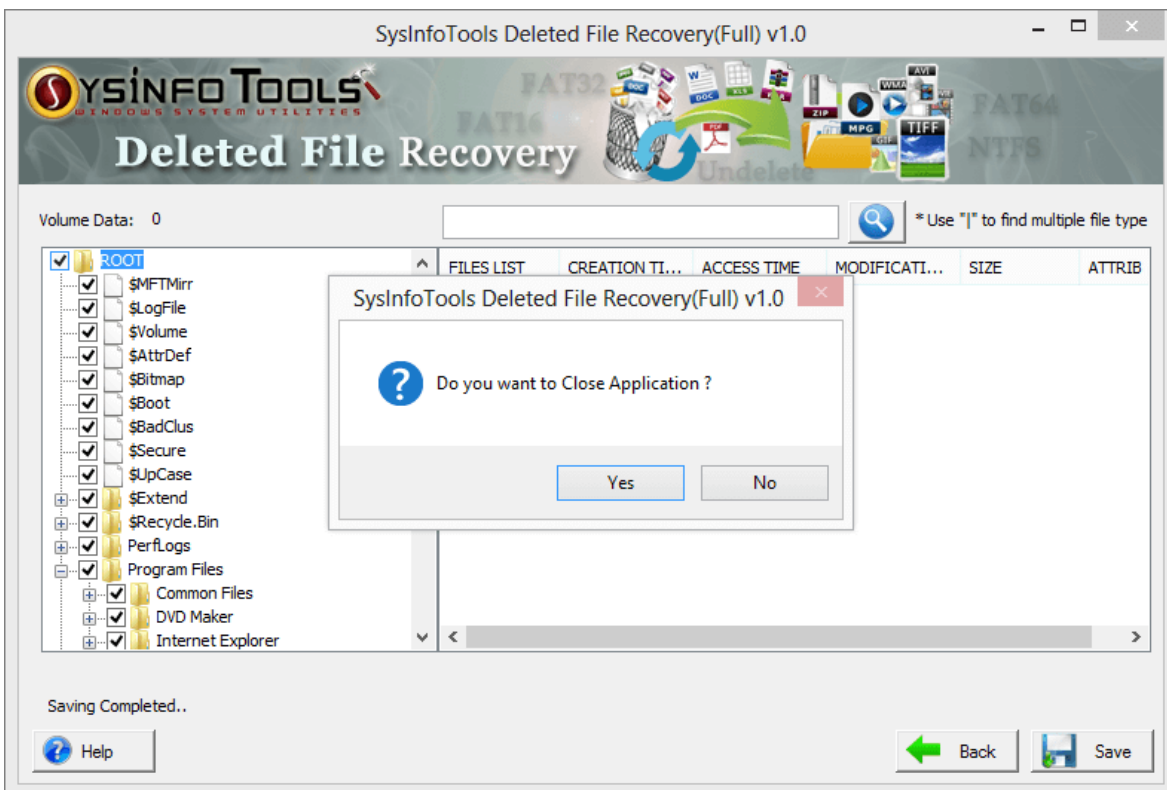 SysInfoTools Deleted File Recovery(Full) v1.0
SYSINFO TOOLS
WINDOWS SYSTEM UTILITIES
Deleted File Recovery
FAT32
FAT16
Undelete
FAT64
NTFS
DOC
W
DOC
XLS
PDF
ZIP
WMA
AVI
MPG
GIF
TIFF
Volume Data: 0
* Use "|" to find multiple file type
ROOT
$MFTMirr
$LogFile
$Volume
$AttrDef
$Bitmap
$Boot
$BadClus
$Secure
$UpCase
$Extend
$Recycle.Bin
PerfLogs
Program Files
Common Files
DVD Maker
Internet Explorer
FILES LIST CREATION TI... ACCESS TIME MODIFICATI... SIZE ATTRIB
SysInfoTools Deleted File Recovery(Full) v1.0
Do you want to Close Application ?
Yes No
Saving Completed..
Help Back Save